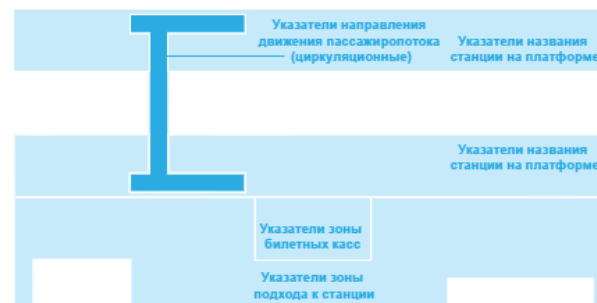 Указатели направления
движения пассажиропотока
(циркуляционные)
Указатели названия
станции на платформе
Указатели названия
станции на платформе
Указатели зоны
билетных касс
Указатели зоны
подхода к станции